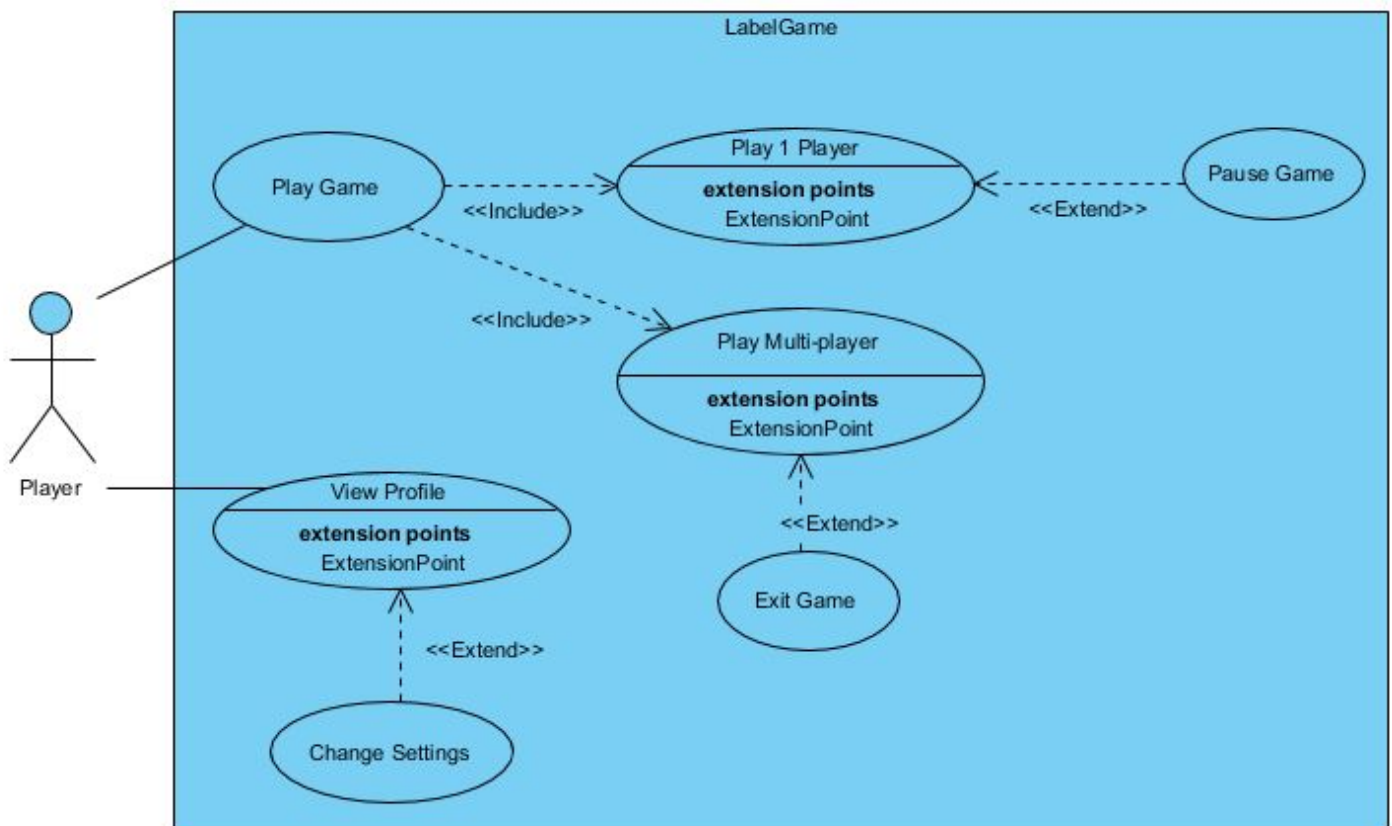 LabelGame
Play Game
<<Include>>
Play 1 Player
extension points
ExtensionPoint
<<Extend>>
Pause Game
<<Include>>
Play Multi-player
extension points
ExtensionPoint
Player
View Profile
extension points
ExtensionPoint
<<Extend>>
Exit Game
<<Extend>>
Change Settings